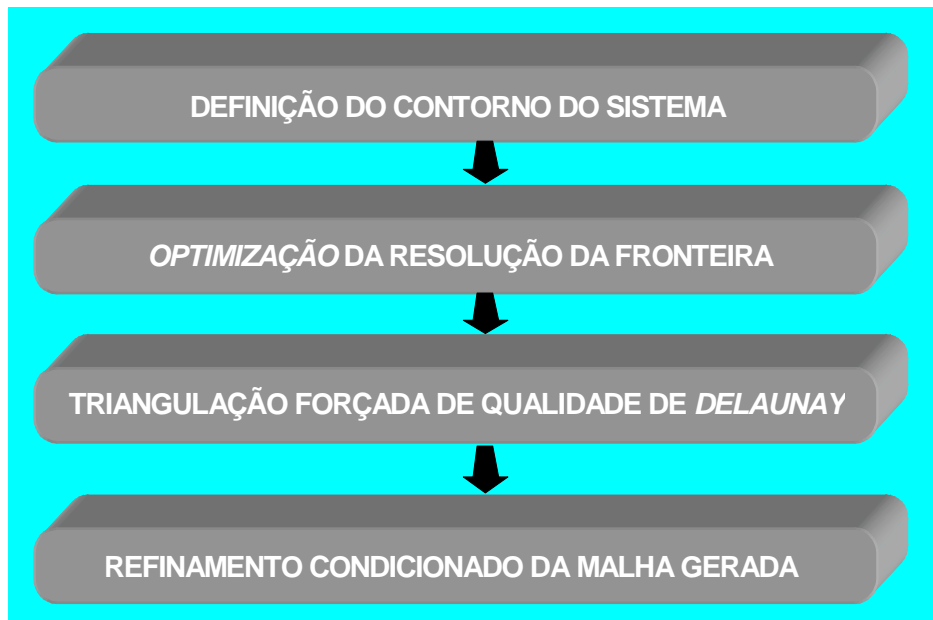 DEFINIÇÃO DO CONTORNO DO SISTEMA
OPTIMIZAÇÃO DA RESOLUÇÃO DA FRONTEIRA
TRIANGULAÇÃO FORÇADA DE QUALIDADE DE DELAUNAY
REFINAMENTO CONDICIONADO DA MALHA GERADA